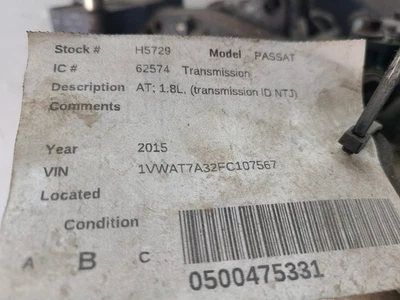 Stock # H5729 Model PASSAT
IC # 62574 Transmission
Description AT; 1.8L, (transmission ID NTJ)
Comments
Year 2015
VIN 1VWAT7A32FC107567
Located
Condition
A B C
0500475331